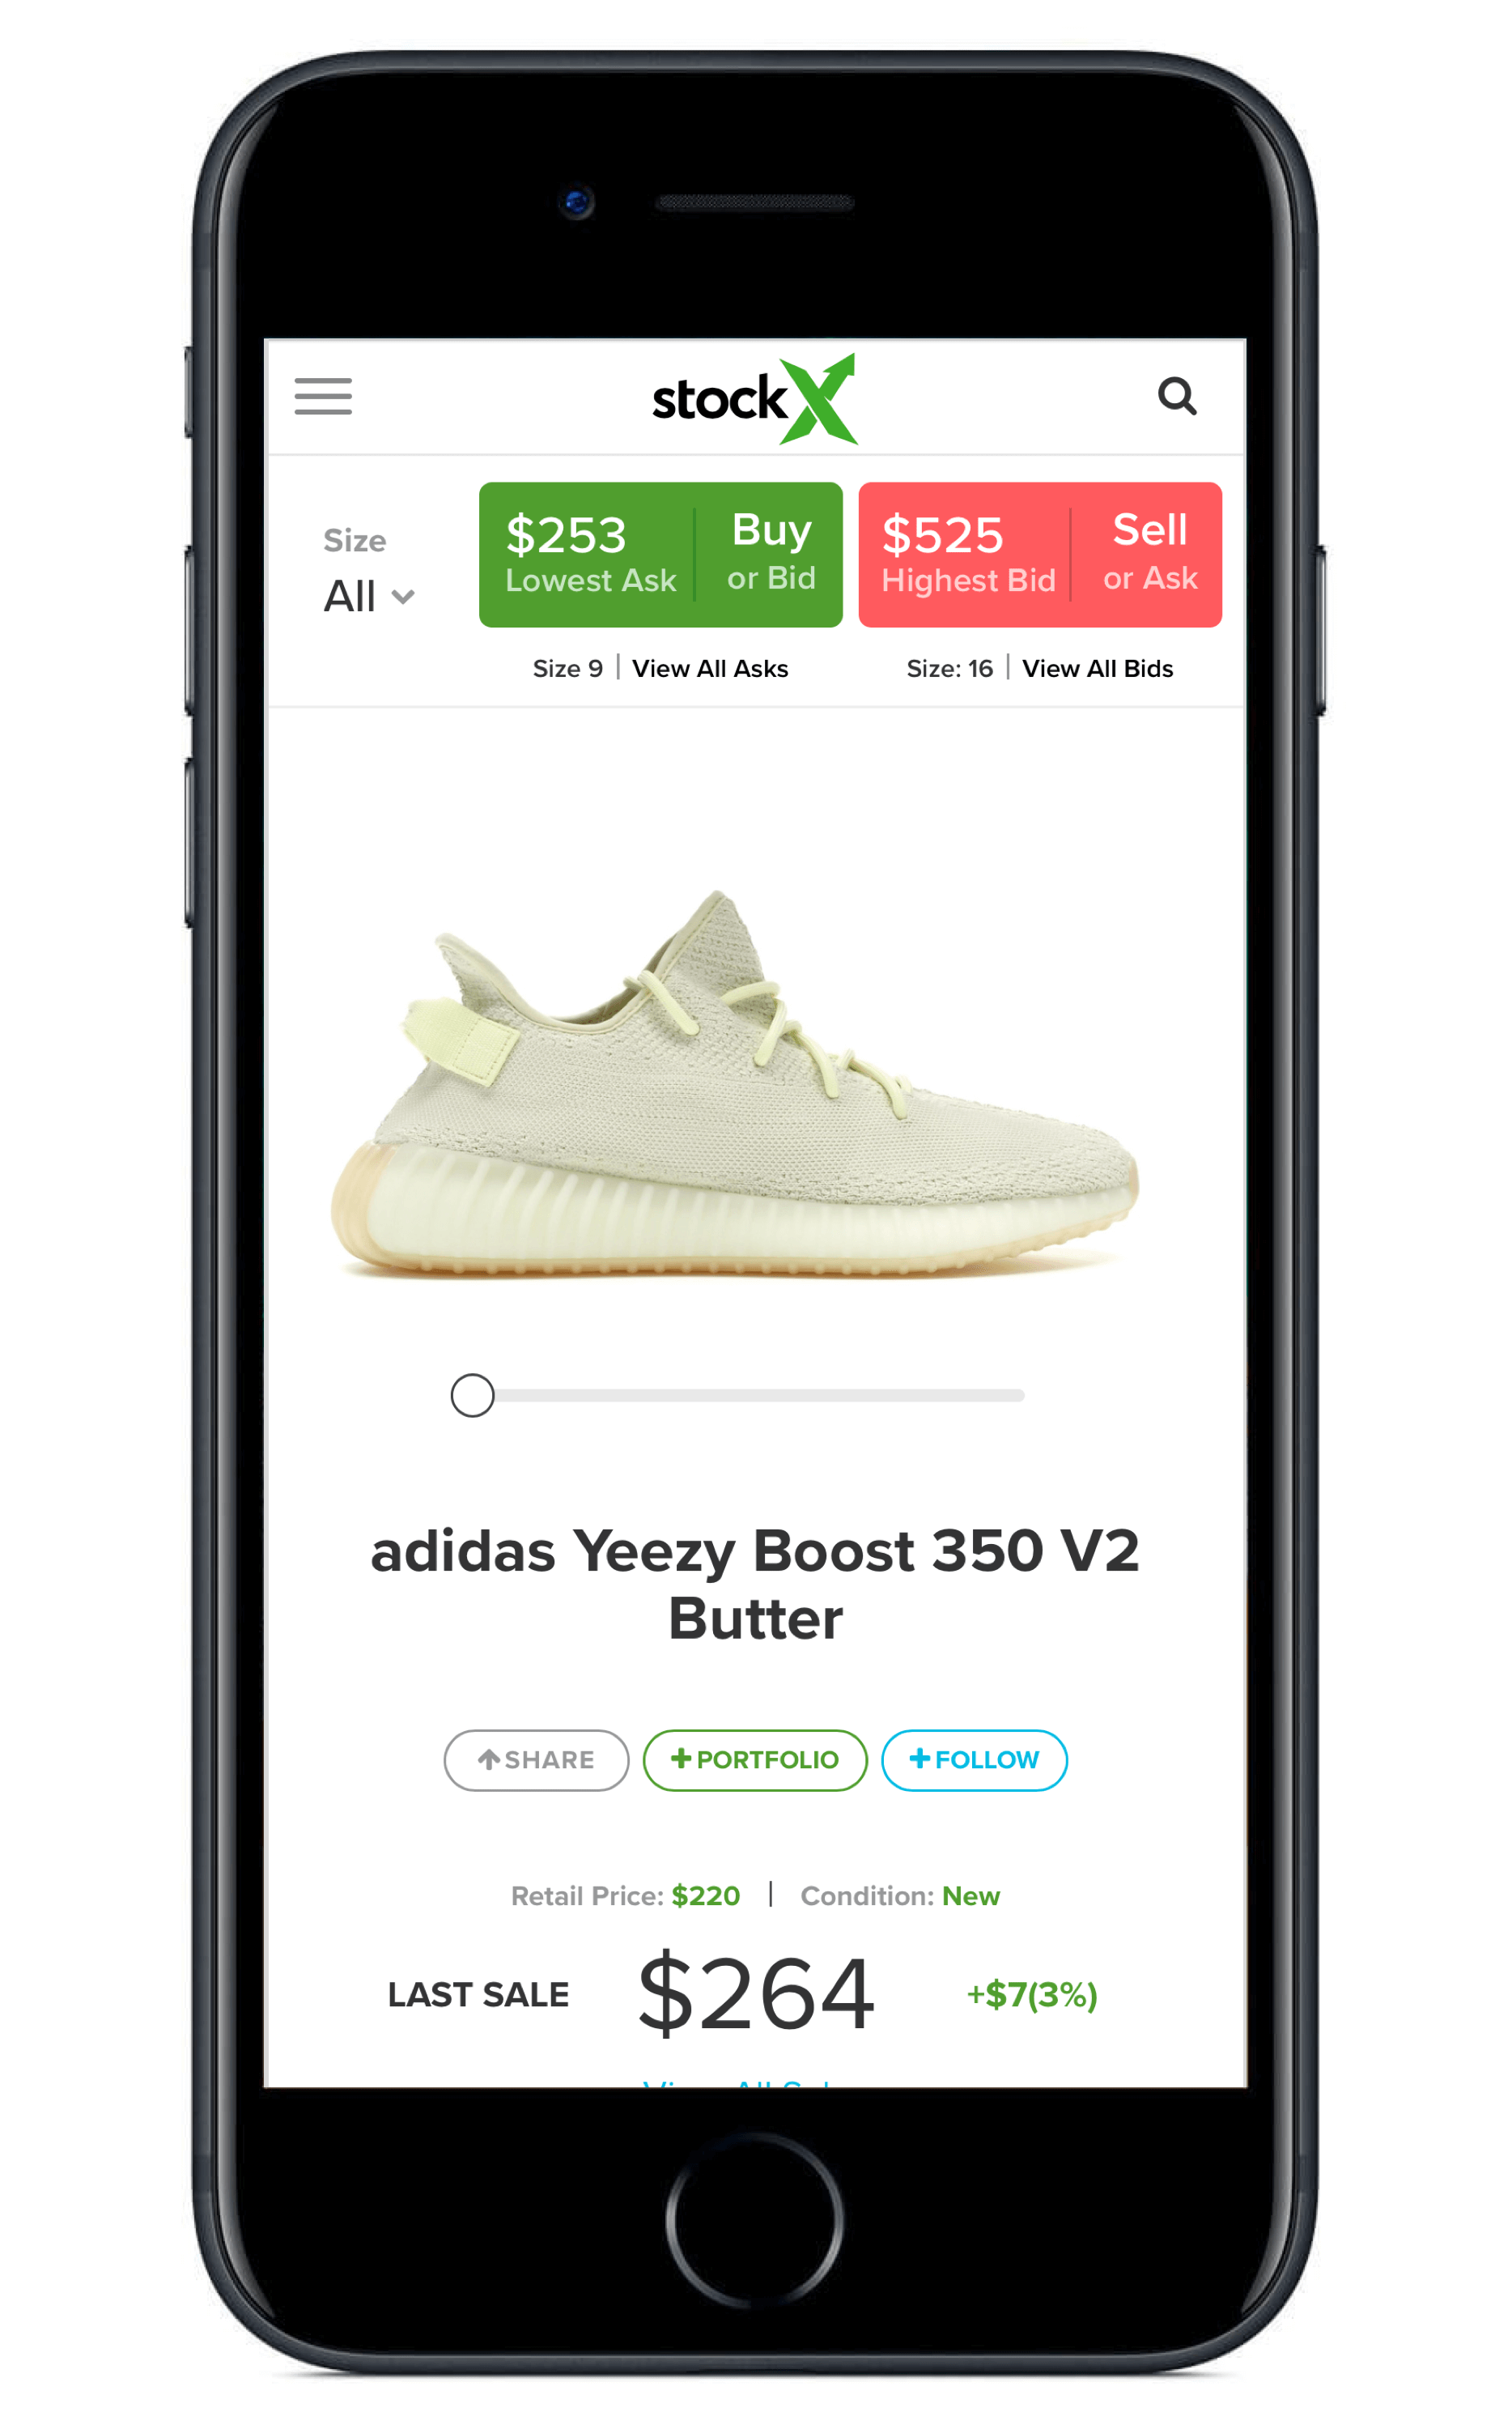 stockX
Size
All
$253
Lowest Ask
Buy
or Bid
$525
Highest Bid
Sell
or Ask
Size 9 | View All Asks
Size: 16 | View All Bids
adidas Yeezy Boost 350 V2
Butter
SHARE
+PORTFOLIO
+FOLLOW
Retail Price: $220 | Condition: New
LAST SALE $264 +$7(3%)